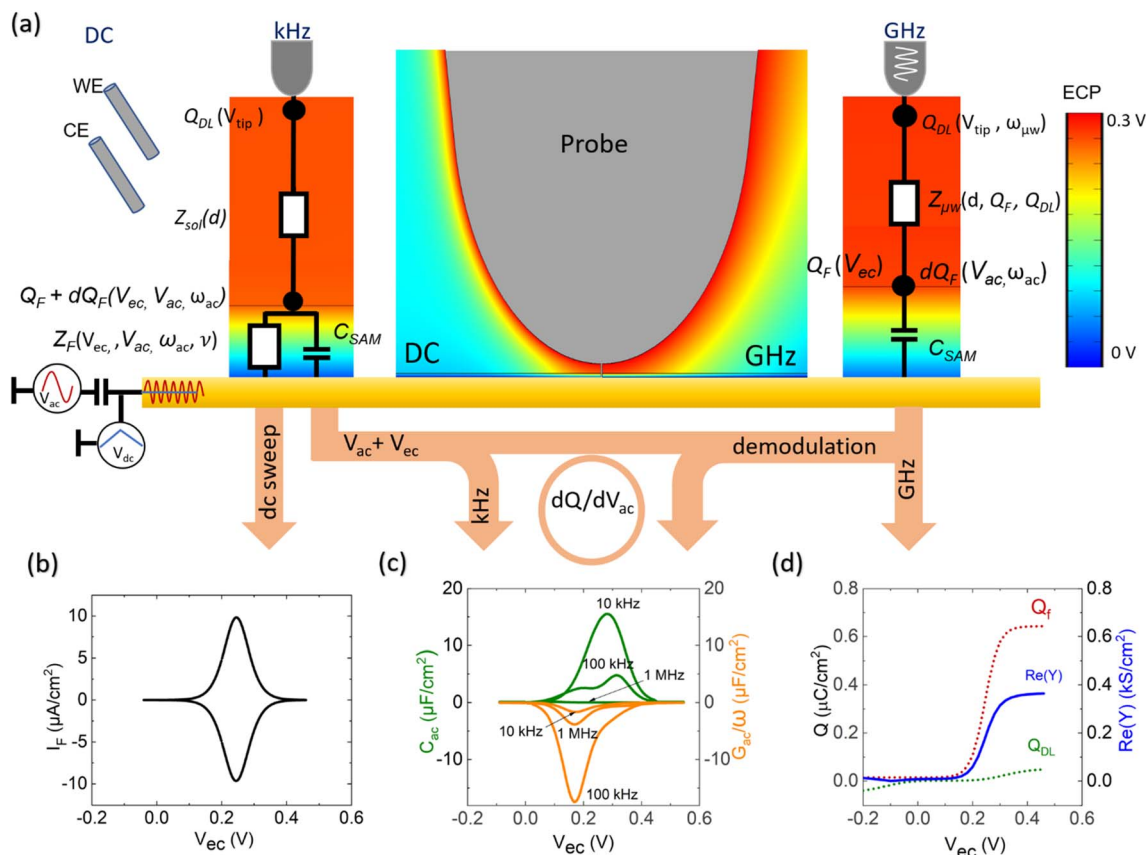 (a)
DC
kHz
GHz
WE
CE
ECP
0.3 V
0 V
Q_DL(V_tip)
Z_sol(d)
Q_F + dQ_F(V_ec, V_ac, ω_ac)
Z_F(V_ec,,V_ac, ω_ac, ν)
C_SAM
Probe
DC
GHz
Q_DL(V_tip , ω_μw)
Z_μw(d, Q_F, Q_DL)
Q_F(V_ec)
dQ_F(V_ac,ω_ac)
C_SAM
V_ac
V_dc
dc sweep
V_ac+ V_ec
kHz
dQ/dV_ac
demodulation
GHz
(b)
I_F (μA/cm²)
10
5
0
-5
-10
-0.2
0.0
0.2
0.4
0.6
V_ec (V)
(c)
C_ac (μF/cm²)
20
10
0
-10
10 kHz
100 kHz
1 MHz
10 kHz
1 MHz
100 kHz
20
10
0
-10
G_ac/ω (μF/cm²)
-0.2
0.0
0.2
0.4
0.6
V_ec (V)
(d)
Q (μC/cm²)
0.8
0.6
0.4
0.2
0.0
Q_f
Re(Y)
Q_DL
0.8
0.6
0.4
0.2
0.0
Re(Y) (kS/cm²)
-0.2
0.0
0.2
0.4
0.6
V_ec (V)